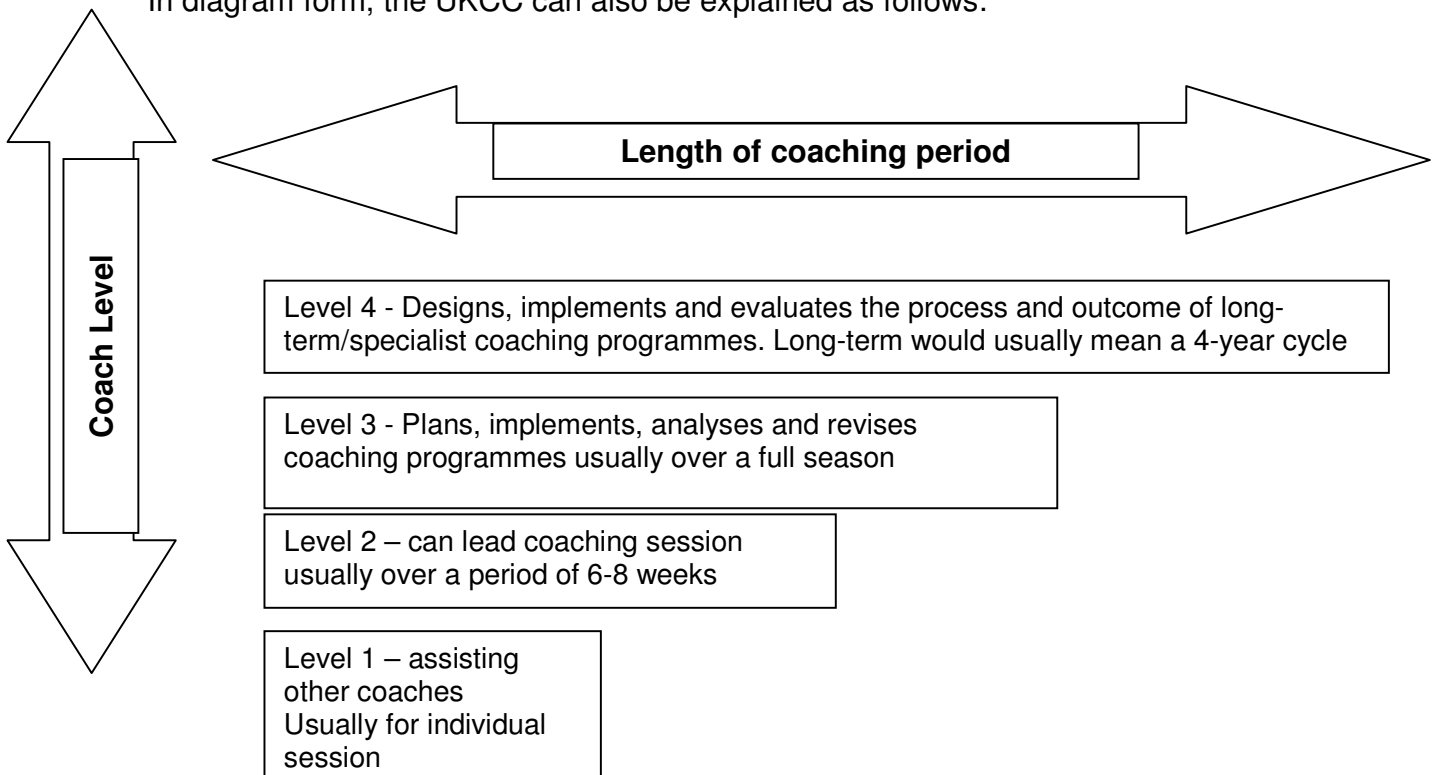 In diagram form, the UKCC can also be explained as follows:
Length of coaching period
Coach Level
Level 4 - Designs, implements and evaluates the process and outcome of long-
term/specialist coaching programmes. Long-term would usually mean a 4-year cycle
Level 3 - Plans, implements, analyses and revises
coaching programmes usually over a full season
Level 2 – can lead coaching session
usually over a period of 6-8 weeks
Level 1 – assisting
other coaches
Usually for individual
session